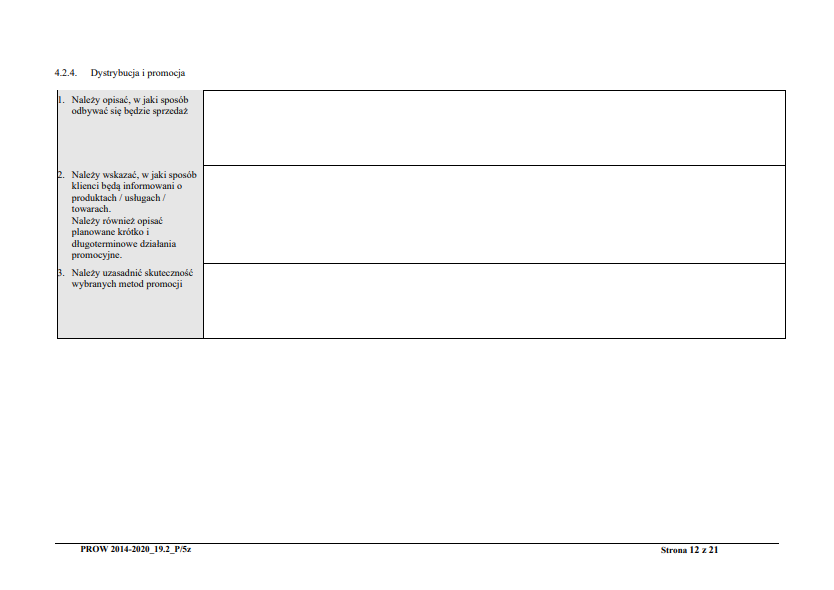 4.2.4. Dystrybucja i promocja
1. Należy opisać, w jaki sposób
odbywać się będzie sprzedaż
2. Należy wskazać, w jaki sposób
klienci będą informowani o
produktach / usługach /
towarach.
Należy również opisać
planowane krótko i
długoterminowe działania
promocyjne.
3. Należy uzasadnić skuteczność
wybranych metod promocji
PROW 2014-2020_19.2_P/5z
Strona 12 z 21